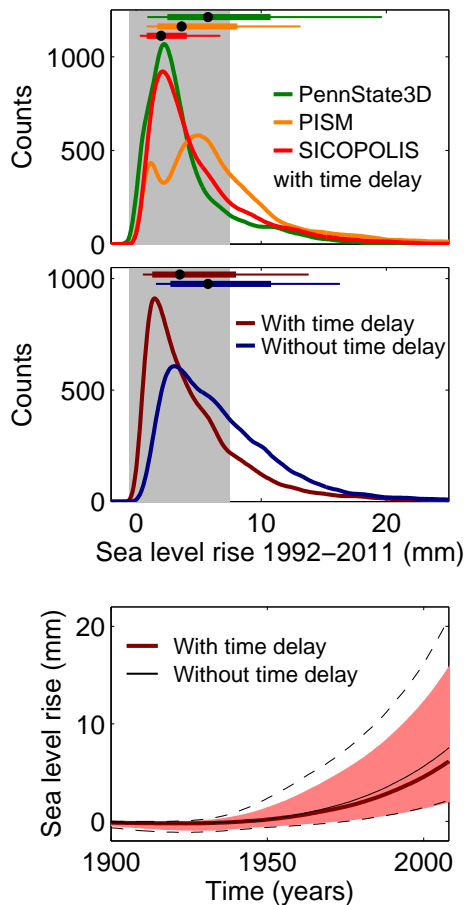 1000
500
0
Counts
PennState3D
PISM
SICOPOLIS
with time delay
1000
500
0
Counts
With time delay
Without time delay
0 10 20
Sea level rise 1992−2011 (mm)
20
10
0
Sea level rise (mm)
With time delay
Without time delay
1900 1950 2000
Time (years)